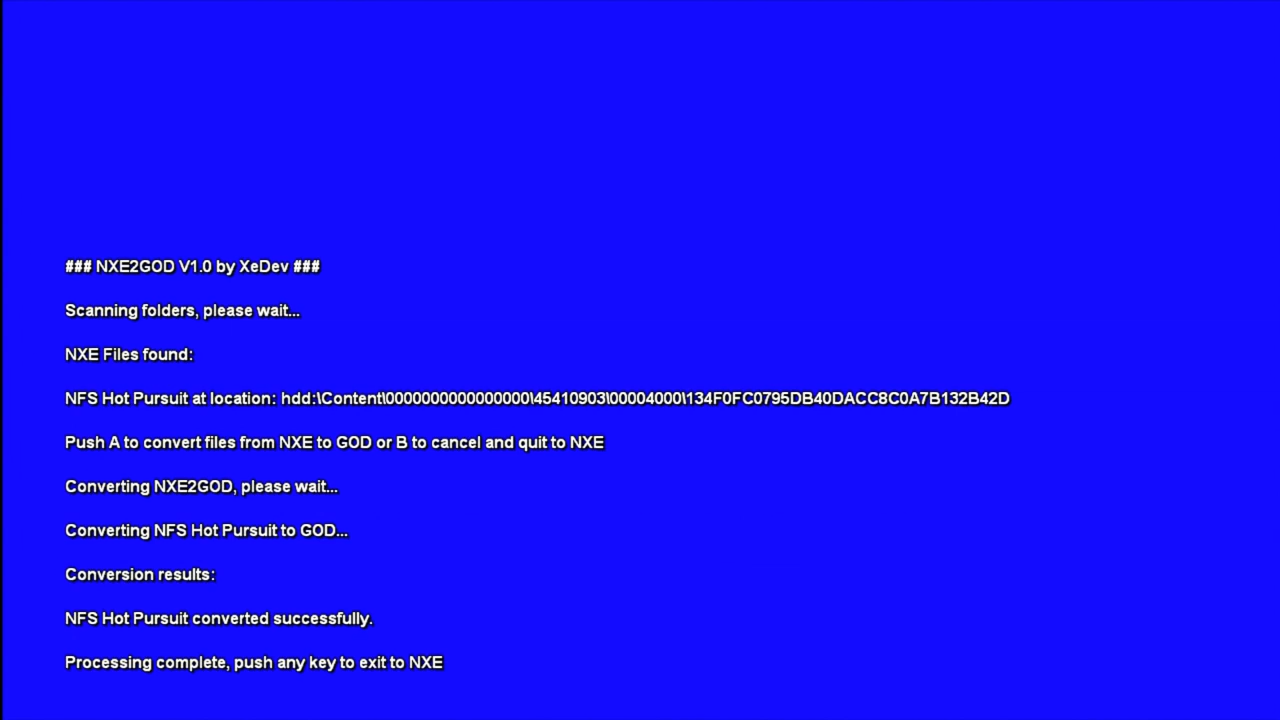 ### NXE2GOD V1.0 by XeDev ###
Scanning folders, please wait...
NXE Files found:
NFS Hot Pursuit at location: hdd:\Content\0000000000000000\45410903\00004000\134F0FC0795DB40DACC8C0A7B132B42D
Push A to convert files from NXE to GOD or B to cancel and quit to NXE
Converting NXE2GOD, please wait...
Converting NFS Hot Pursuit to GOD...
Conversion results:
NFS Hot Pursuit converted successfully.
Processing complete, push any key to exit to NXE